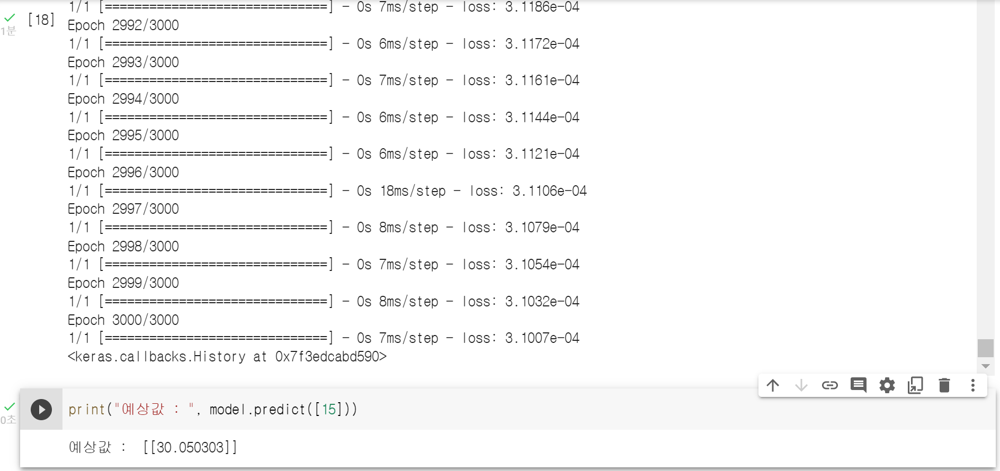 1/1 [==============================] - 0s 7ms/step - loss: 3.1186e-04
[18]
1분
Epoch 2992/3000
1/1 [==============================] - 0s 6ms/step - loss: 3.1172e-04
Epoch 2993/3000
1/1 [==============================] - 0s 7ms/step - loss: 3.1161e-04
Epoch 2994/3000
1/1 [==============================] - 0s 6ms/step - loss: 3.1144e-04
Epoch 2995/3000
1/1 [==============================] - 0s 6ms/step - loss: 3.1121e-04
Epoch 2996/3000
1/1 [==============================] - 0s 18ms/step - loss: 3.1106e-04
Epoch 2997/3000
1/1 [==============================] - 0s 8ms/step - loss: 3.1079e-04
Epoch 2998/3000
1/1 [==============================] - 0s 7ms/step - loss: 3.1054e-04
Epoch 2999/3000
1/1 [==============================] - 0s 8ms/step - loss: 3.1032e-04
Epoch 3000/3000
1/1 [==============================] - 0s 7ms/step - loss: 3.1007e-04
<keras.callbacks.History at 0x7f3edcabd590>
0초
print("예상값 : ", model.predict([15]))
예상값 :  [[30.050303]]